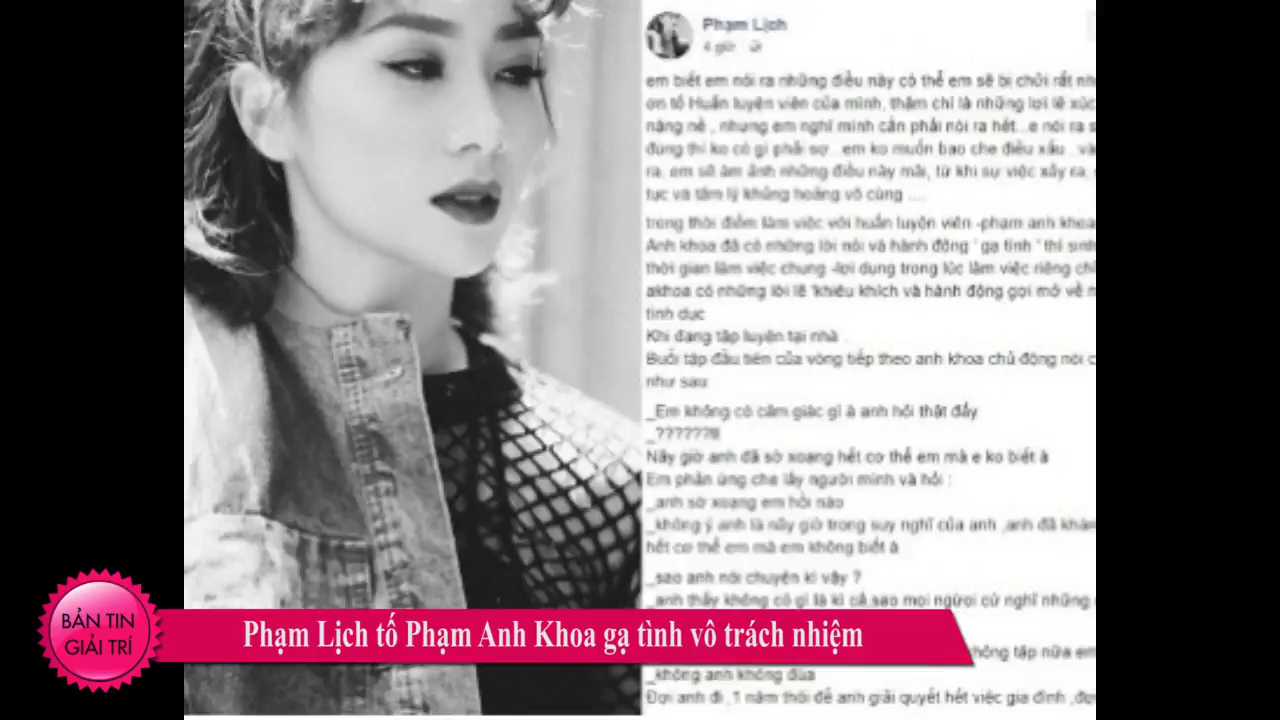 Phạm Lịch
4 giờ
em biết em nói ra những điều này có thể em sẽ bị chửi rất
ơn tố Huấn luyện viên của mình, thậm chí là những lợi lẽ xúc
nặng nề , nhưng em nghĩ mình cần phải nói ra hết...e nói ra
đúng thì ko có gì phải sợ ...em ko muốn bao che điều xấu...
ra, em sẽ ám ảnh những điều này mãi, từ khi sự việc xảy ra,
tục và tâm lý khủng hoảng vô cùng ....
trong thời điểm làm việc với huấn luyện viên -phạm anh khoa
Anh khoa đã có những lời nói và hành động ' gạ tình ' thí sinh
thời gian làm việc chung -lợi dụng trong lúc làm việc riêng
akhoa có những lời lẽ 'khiêu khích và hành động gợi mở về
tình dục
Khi đang tập luyện tại nhà
Buổi tập đầu tiên của vòng tiếp theo anh khoa chủ động nói
như sau
_Em không có cảm giác gì à anh hỏi thật đấy
_??????!!!
Nãy giờ anh đã sờ xoạng hết cơ thể em mà e ko biết à
Em phản ứng che lấy người mình và hỏi :
_anh sờ xoạng em hồi nào
_không ý anh là nãy giờ trong suy nghĩ của anh ,anh đã
hết cơ thể em mà em không biết à
_sao anh nói chuyện kì vậy ?
_anh thấy không có gì là kì cả.sao mọi người cứ nghĩ những
không tập nữa em
_không anh không đùa
Đợi anh đi ,1 năm thôi để anh giải quyết hết việc gia đình
BẢN TIN
GIẢI TRÍ
Phạm Lịch tố Phạm Anh Khoa gạ tình vô trách nhiệm